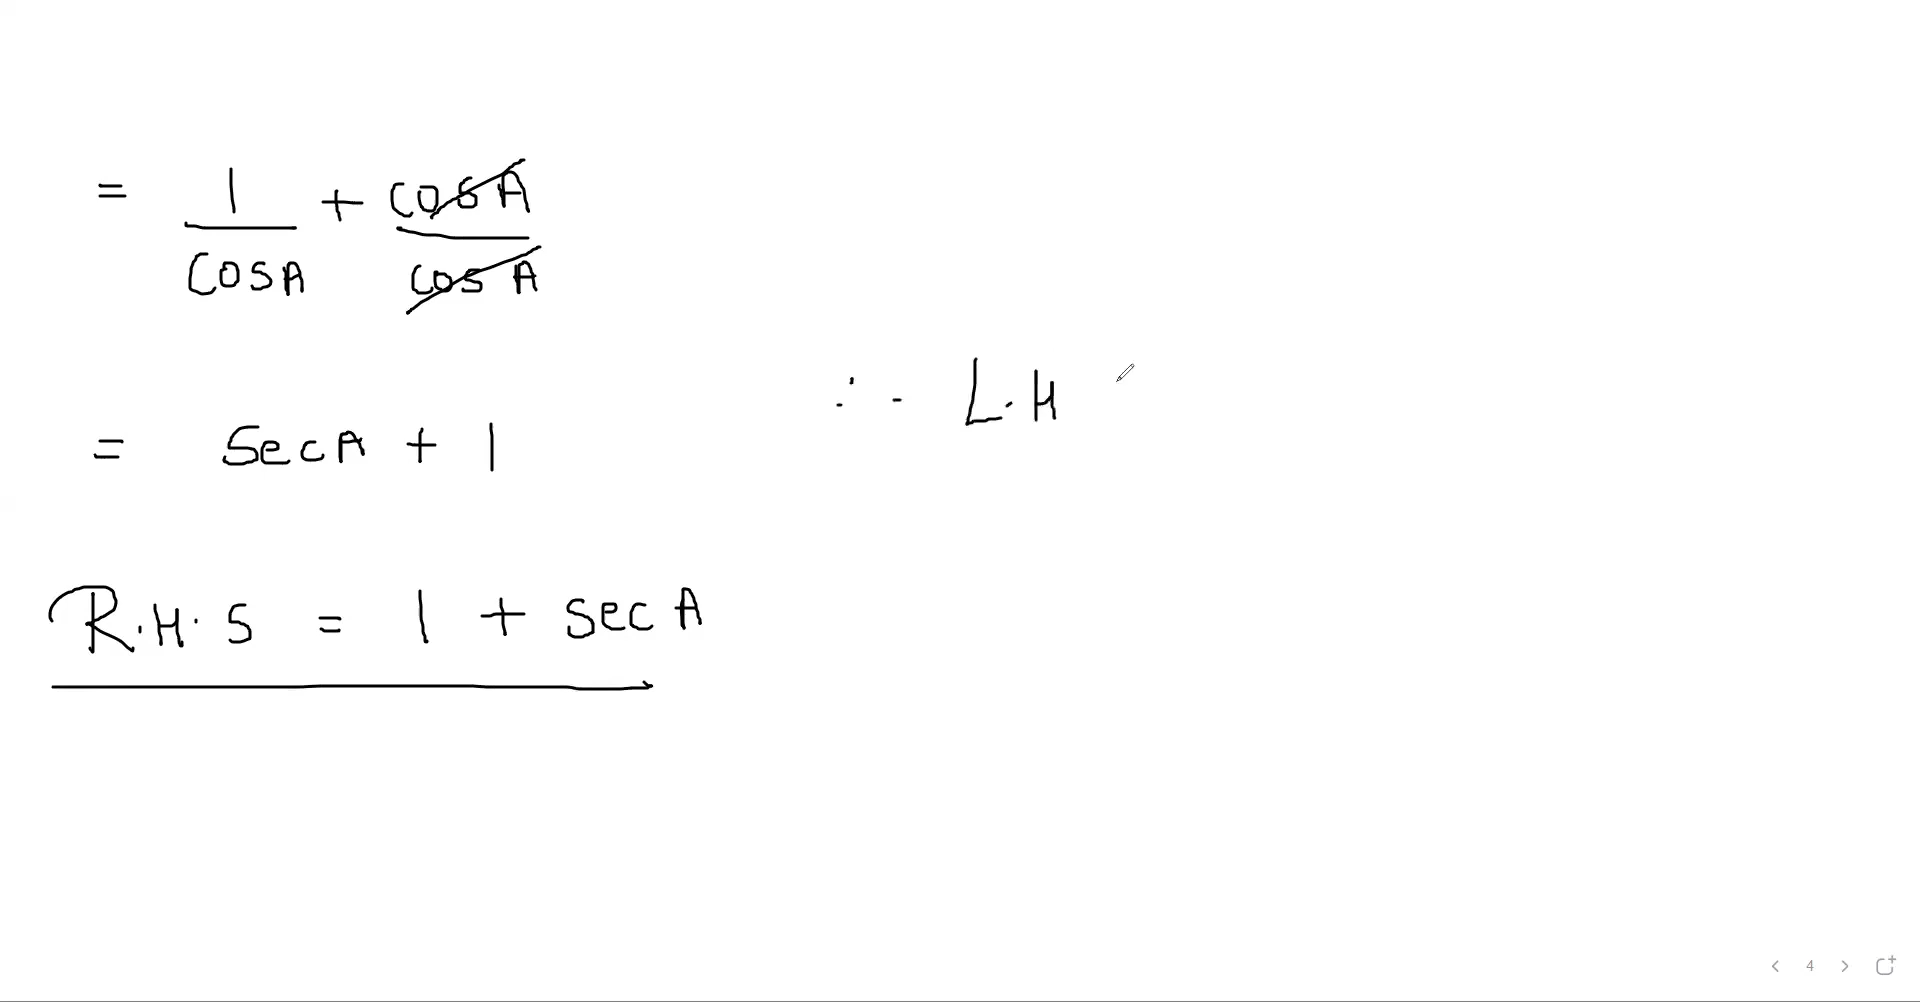 = 1/cosA + cosA/cosA
= SecA + 1
R.H.S = 1 + secA
∴ L.H
4